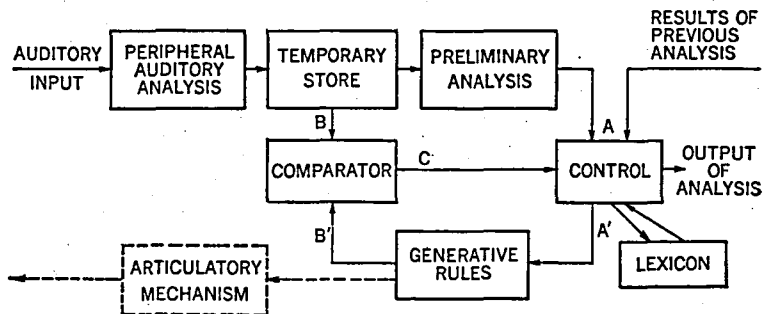 RESULTS OF
PREVIOUS
ANALYSIS
AUDITORY
INPUT
PERIPHERAL
AUDITORY
ANALYSIS
TEMPORARY
STORE
PRELIMINARY
ANALYSIS
A
B
COMPARATOR
C
CONTROL
OUTPUT
OF
ANALYSIS
B'
A'
GENERATIVE
RULES
LEXICON
ARTICULATORY
MECHANISM